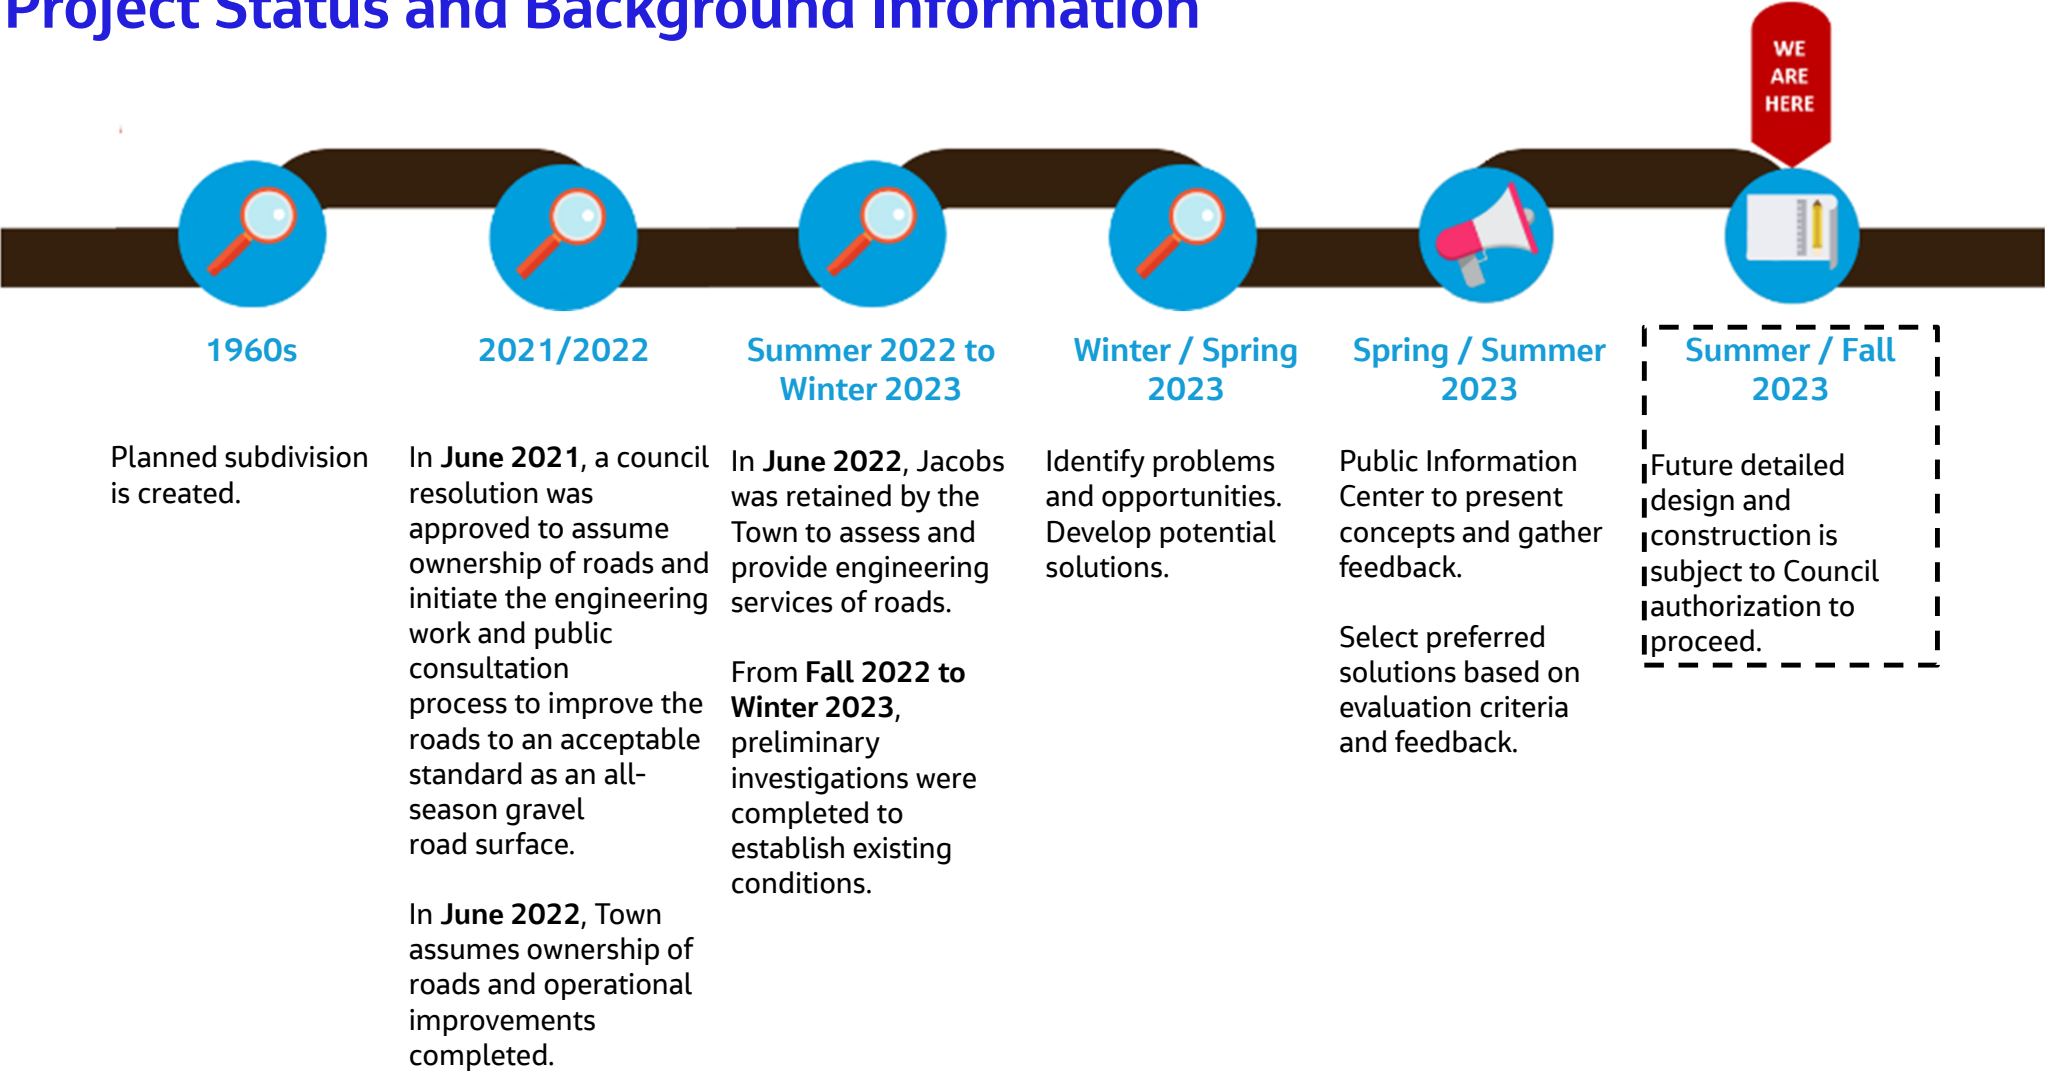 Project Status and Background Information
WE
ARE
HERE
1960s
Planned subdivision
is created.
2021/2022
In June 2021, a council
resolution was
approved to assume
ownership of roads and
initiate the engineering
work and public
consultation
process to improve the
roads to an acceptable
standard as an all-
season gravel
road surface.
In June 2022, Town
assumes ownership of
roads and operational
improvements
completed.
Summer 2022 to
Winter 2023
In June 2022, Jacobs
was retained by the
Town to assess and
provide engineering
services of roads.
From Fall 2022 to
Winter 2023,
preliminary
investigations were
completed to
establish existing
conditions.
Winter / Spring
2023
Identify problems
and opportunities.
Develop potential
solutions.
Spring / Summer
2023
Public Information
Center to present
concepts and gather
feedback.
Select preferred
solutions based on
evaluation criteria
and feedback.
Summer / Fall
2023
Future detailed
design and
construction is
subject to Council
authorization to
proceed.